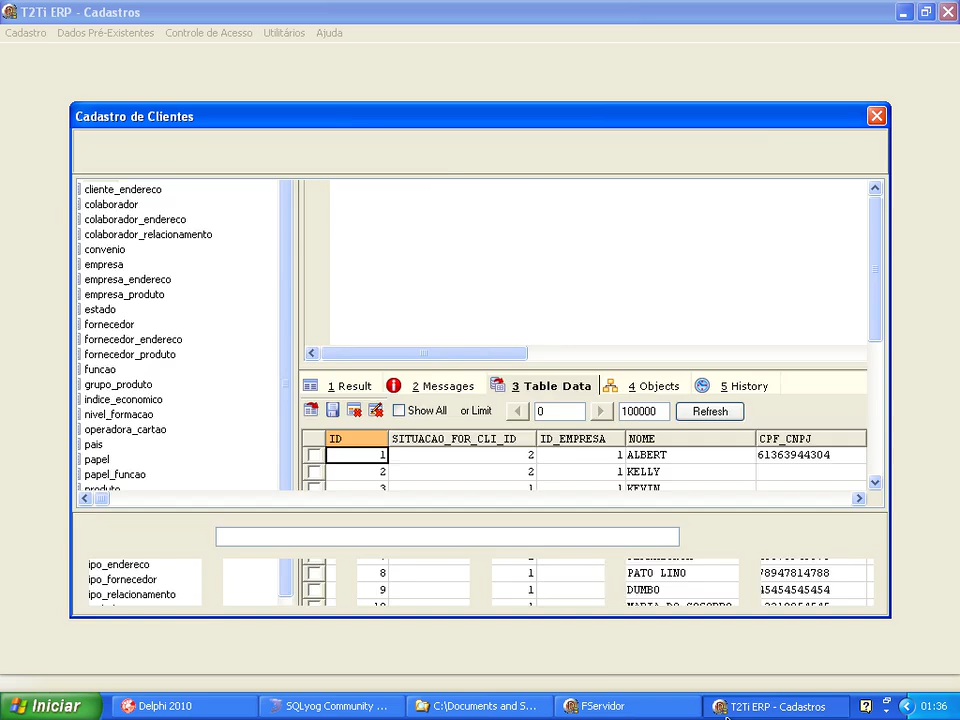 T2Ti ERP - Cadastros
Cadastro Dados Pré-Existentes Controle de Acesso Utilitários Ajuda
Cadastro de Clientes
cliente_endereco
colaborador
colaborador_endereco
colaborador_relacionamento
convenio
empresa
empresa_endereco
empresa_produto
estado
fornecedor
fornecedor_endereco
fornecedor_produto
funcao
grupo_produto
indice_economico
nivel_formacao
operadora_cartao
pais
papel
papel_funcao
produto
1 Result 2 Messages 3 Table Data 4 Objects 5 History
Show All or Limit 0 100000 Refresh
ID SITUACAO_FOR_CLI_ID ID_EMPRESA NOME CPF_CNPJ
1 2 1 ALBERT 61363944304
2 2 1 KELLY
3 1 1 KEVIN
ipo_endereco
ipo_fornecedor
ipo_relacionamento
8 1 PATO LINO 78947814788
9 1 DUMBO 45454545454
10 1 MARIA DO SOCORRO
Iniciar Delphi 2010 SQLyog Community ... C:\Documents and S... FServidor T2Ti ERP - Cadastros 01:36